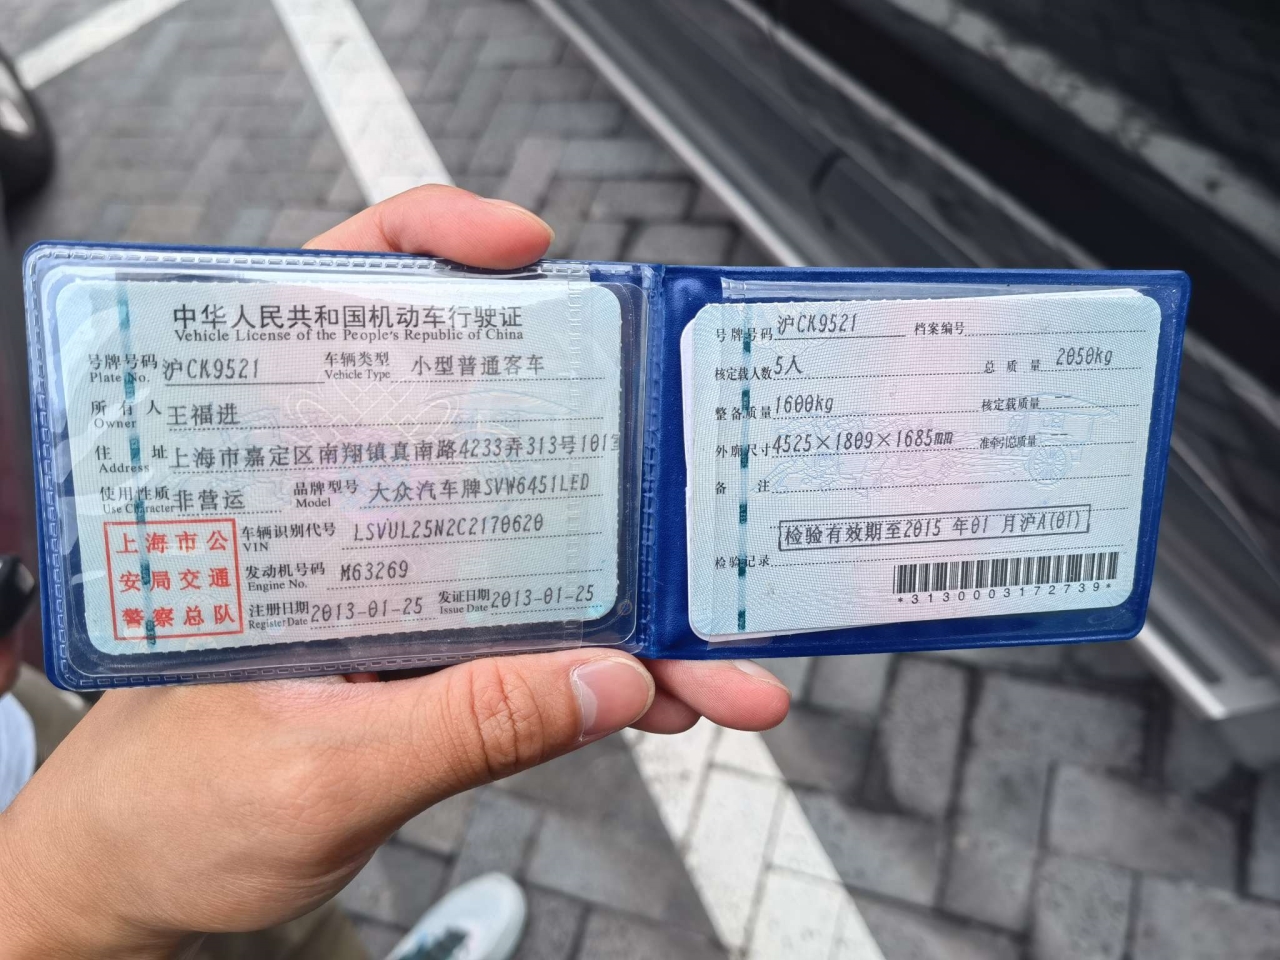 中华人民共和国机动车行驶证
Vehicle License of the People's Republic of China
号牌号码 沪CK9521 车辆类型 小型普通客车
Plate No. Vehicle Type
所有人 王福进
Owner
住址 上海市嘉定区南翔镇真南路4233弄313号101室
Address
使用性质 非营运 品牌型号 大众汽车牌SVW6451LED
Use Character Model
车辆识别代号 LSVUL25N2C2170620
VIN
发动机号码 M63269
Engine No.
注册日期 2013-01-25 发证日期 2013-01-25
Register Date Issue Date
上海市公
安局交通
警察总队
号牌号码 沪CK9521 档案编号
核定载人数 5人 总质量 2050kg
整备质量 1600kg 核定载质量 --
外廓尺寸 4525×1809×1685mm 准牵引总质量 --
备注
检验有效期至2015 年01 月沪A(01)
检验记录
*3130003172739*